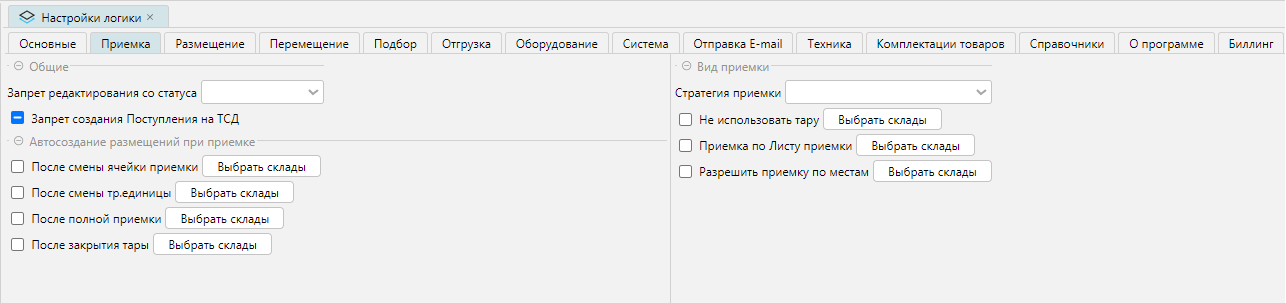 Настройки логики ×
Основные Приемка Размещение Перемещение Подбор Отгрузка Оборудование Система Отправка E-mail Техника Комплектации товаров Справочники О программе Биллинг
Общие
Запрет редактирования со статуса
Запрет создания Поступления на ТСД
Автосоздание размещений при приемке
После смены ячейки приемки Выбрать склады
После смены тр.единицы Выбрать склады
После полной приемки Выбрать склады
После закрытия тары Выбрать склады
Вид приемки
Стратегия приемки
Не использовать тару Выбрать склады
Приемка по Листу приемки Выбрать склады
Разрешить приемку по местам Выбрать склады